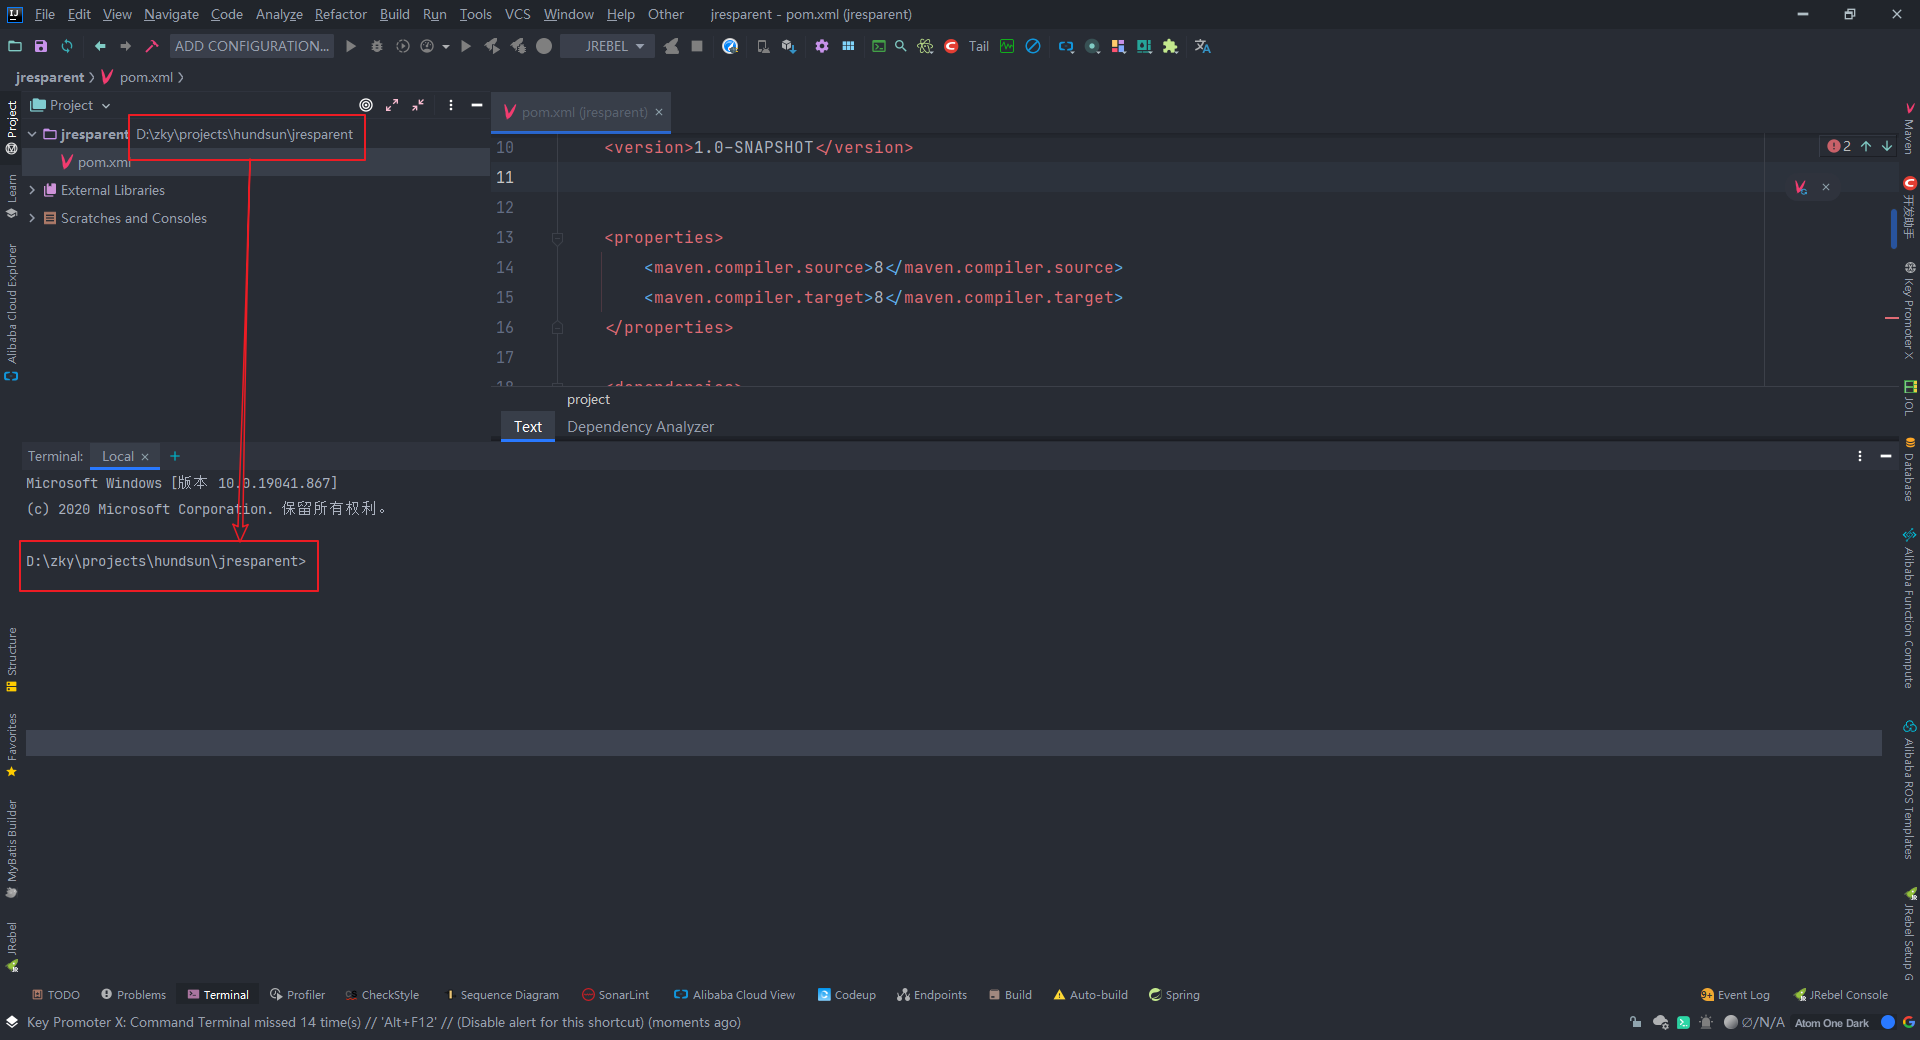 File Edit View Navigate Code Analyze Refactor Build Run Tools VCS Window Help Other jresparent - pom.xml (jresparent)
ADD CONFIGURATION... JREBEL Tail
jresparent pom.xml
Project
jresparent D:\zky\projects\hundsun\jresparent
pom.xml
External Libraries
Scratches and Consoles
pom.xml (jresparent)
10 <version>1.0-SNAPSHOT</version>
11
12
13 <properties>
14 <maven.compiler.source>8</maven.compiler.source>
15 <maven.compiler.target>8</maven.compiler.target>
16 </properties>
17
18 <dependencies>
2
project
Text Dependency Analyzer
Terminal: Local
Microsoft Windows [版本 10.0.19041.867]
(c) 2020 Microsoft Corporation. 保留所有权利。
D:\zky\projects\hundsun\jresparent>
Project
Learn
Alibaba Cloud Explorer
Structure
Favorites
MyBatis Builder
JRebel
Maven
开发助手
Key Promoter X
JOL
Database
Alibaba Function Compute
Alibaba ROS Templates
JRebel Setup G
TODO Problems Terminal Profiler CheckStyle Sequence Diagram SonarLint Alibaba Cloud View Codeup Endpoints Build Auto-build Spring 9+ Event Log JRebel Console
Key Promoter X: Command Terminal missed 14 time(s) // 'Alt+F12' // (Disable alert for this shortcut) (moments ago) ∅/N/A Atom One Dark